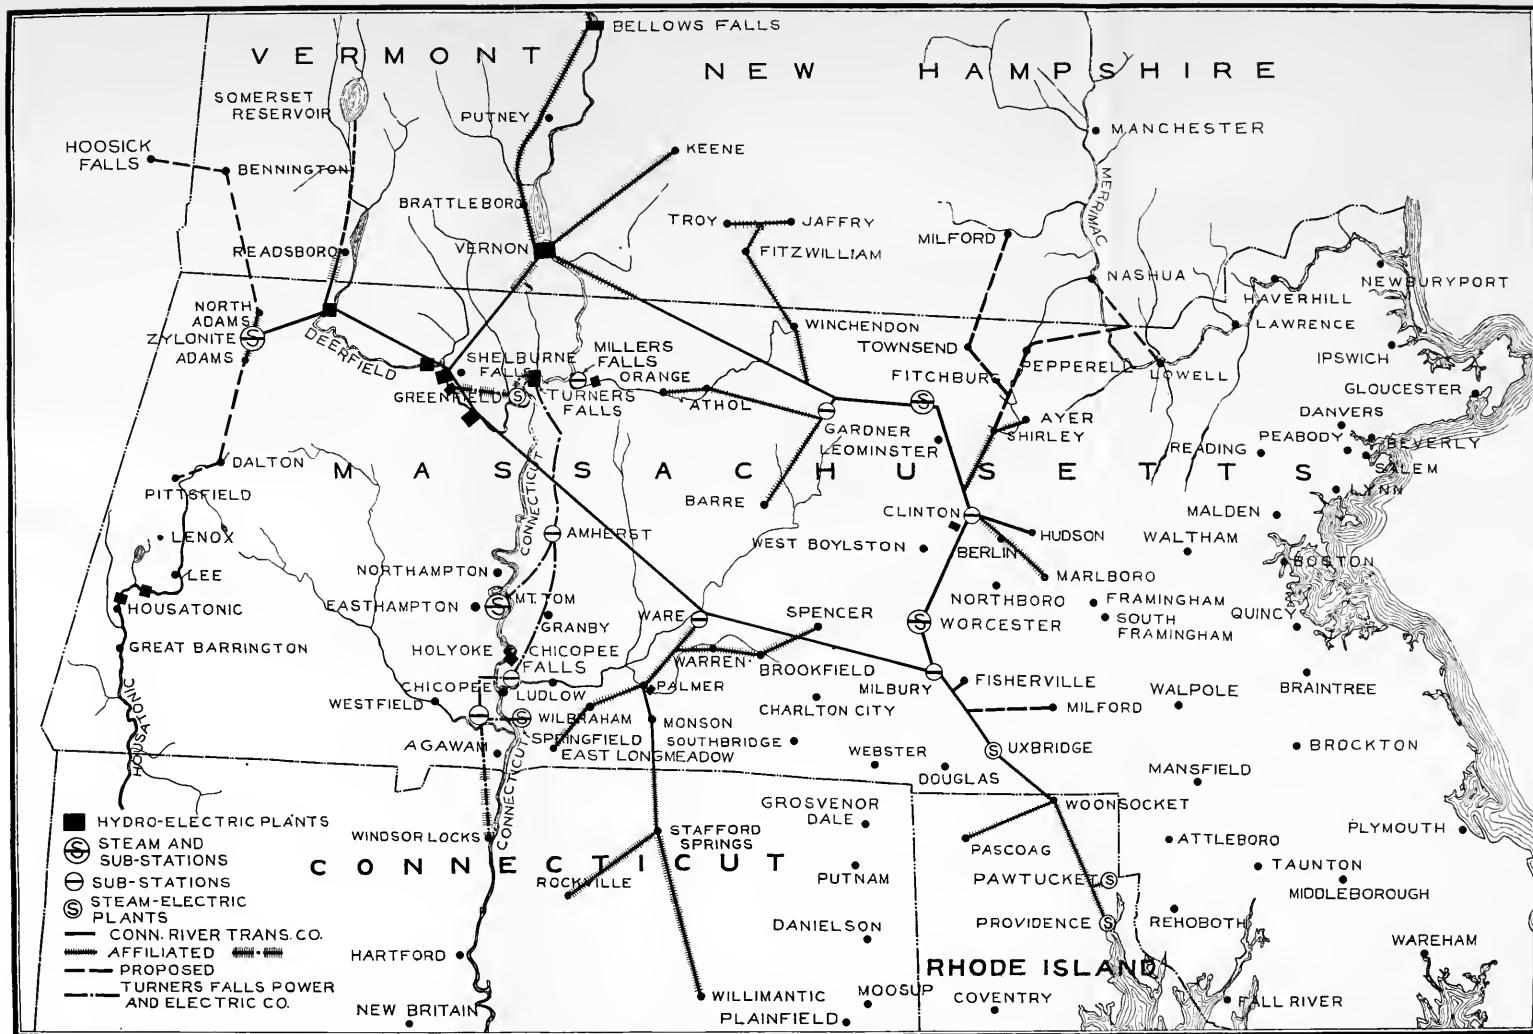 BELLOWS FALLS
VERMONT
NEW HAMPSHIRE
SOMERSET
RESERVOIR
PUTNEY
MANCHESTER
HOOSICK
FALLS
KEENE
BENNINGTON
MERRIMAC
BRATTLEBORO
TROY
JAFFRY
VERNON
FITZWILLIAM
MILFORD
READSBORO
NASHUA
NEWBURYPORT
HAVERHILL
NORTH
ADAMS
ZYLONITE
ADAMS
DEERFIELD
WINCHENDON
LAWRENCE
TOWNSEND
IPSWICH
SHELBURNE
FALLS
MILLERS
FALLS
ORANGE
FITCHBURG
PEPPERELL
LOWELL
GLOUCESTER
GREENFIELD
TURNERS
FALLS
ATHOL
GARDNER
LEOMINSTER
AYER
SHIRLEY
DANVERS
PEABODY
BEVERLY
READING
SALEM
LYNN
DALTON
MASSACHUSETTS
PITTSFIELD
BARRE
CLINTON
MALDEN
CONNECTICUT
LENOX
AMHERST
WEST BOYLSTON
BERLIN
HUDSON
WALTHAM
BOSTON
LEE
NORTHAMPTON
MARLBORO
HOUSATONIC
EASTHAMPTON
MT. TOM
NORTHBORO
FRAMINGHAM
SOUTH
FRAMINGHAM
QUINCY
GRANBY
WARE
SPENCER
WORCESTER
GREAT BARRINGTON
HOLYOKE
CHICOPEE
FALLS
WARREN
BROOKFIELD
MILBURY
FISHERVILLE
WALPOLE
BRAINTREE
CHICOPEE
LUDLOW
PALMER
CHARLTON CITY
WESTFIELD
WILBRAHAM
MONSON
MILFORD
HOUSATONIC
AGAWAM
SPRINGFIELD
EAST LONGMEADOW
SOUTHBRIDGE
WEBSTER
DOUGLAS
UXBRIDGE
BROCKTON
MANSFIELD
CONNECTICUT
HYDRO-ELECTRIC PLANTS
S STEAM AND
SUB-STATIONS
SUB-STATIONS
S STEAM-ELECTRIC
PLANTS
CONN. RIVER TRANS. CO.
AFFILIATED
PROPOSED
TURNERS FALLS POWER
AND ELECTRIC CO.
WINDSOR LOCKS
STAFFORD
SPRINGS
GROSVENOR
DALE
WOONSOCKET
PLYMOUTH
PASCOAG
ATTLEBORO
CONNECTICUT
ROCKVILLE
PUTNAM
PAWTUCKET
TAUNTON
MIDDLEBOROUGH
DANIELSON
PROVIDENCE
REHOBOTH
HARTFORD
WAREHAM
RHODE ISLAND
NEW BRITAIN
WILLIMANTIC
MOOSUP
PLAINFIELD
COVENTRY
FALL RIVER
S
S
S
S
S
S
S
S
S